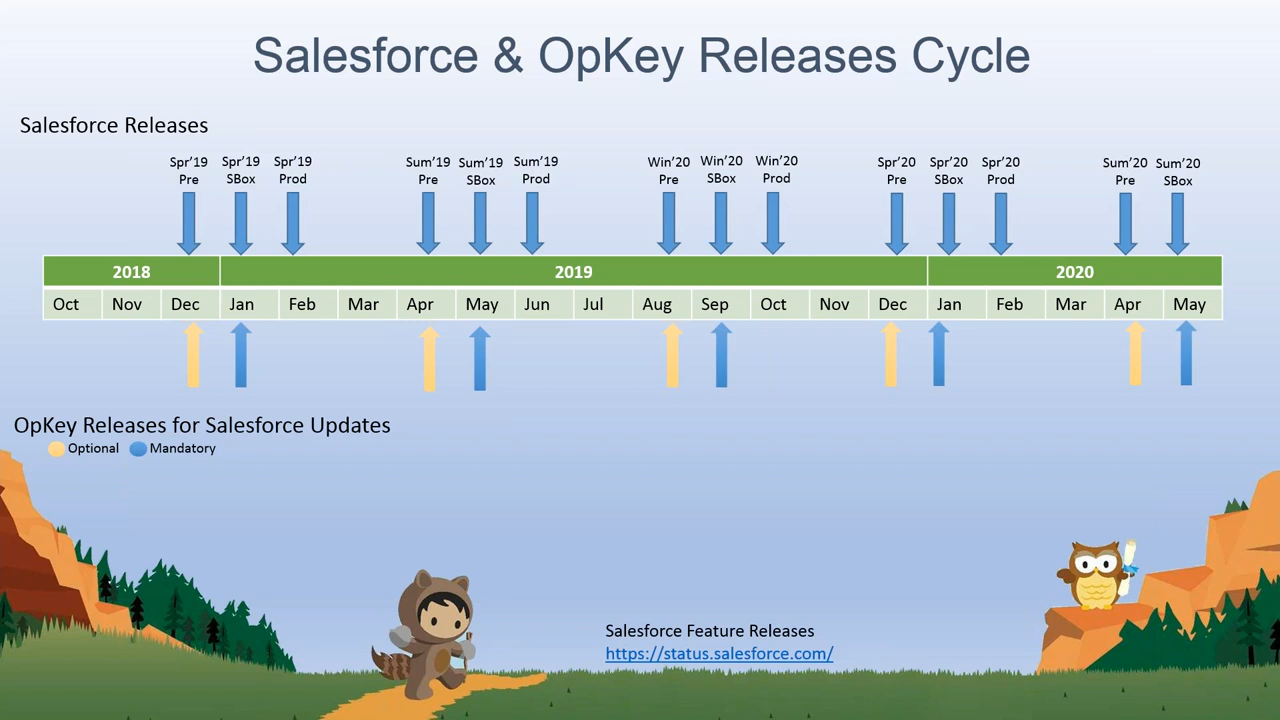 Salesforce & OpKey Releases Cycle
Salesforce Releases
Spr’19 Spr’19 Spr’19 Sum’19 Sum’19 Sum’19 Win’20 Win’20 Win’20 Spr’20 Spr’20 Spr’20 Sum’20 Sum’20
Pre SBox Prod Pre SBox Prod Pre SBox Prod Pre SBox Prod Pre SBox
2018 2019 2020
Oct Nov Dec Jan Feb Mar Apr May Jun Jul Aug Sep Oct Nov Dec Jan Feb Mar Apr May
OpKey Releases for Salesforce Updates
Optional Mandatory
Salesforce Feature Releases
https://status.salesforce.com/